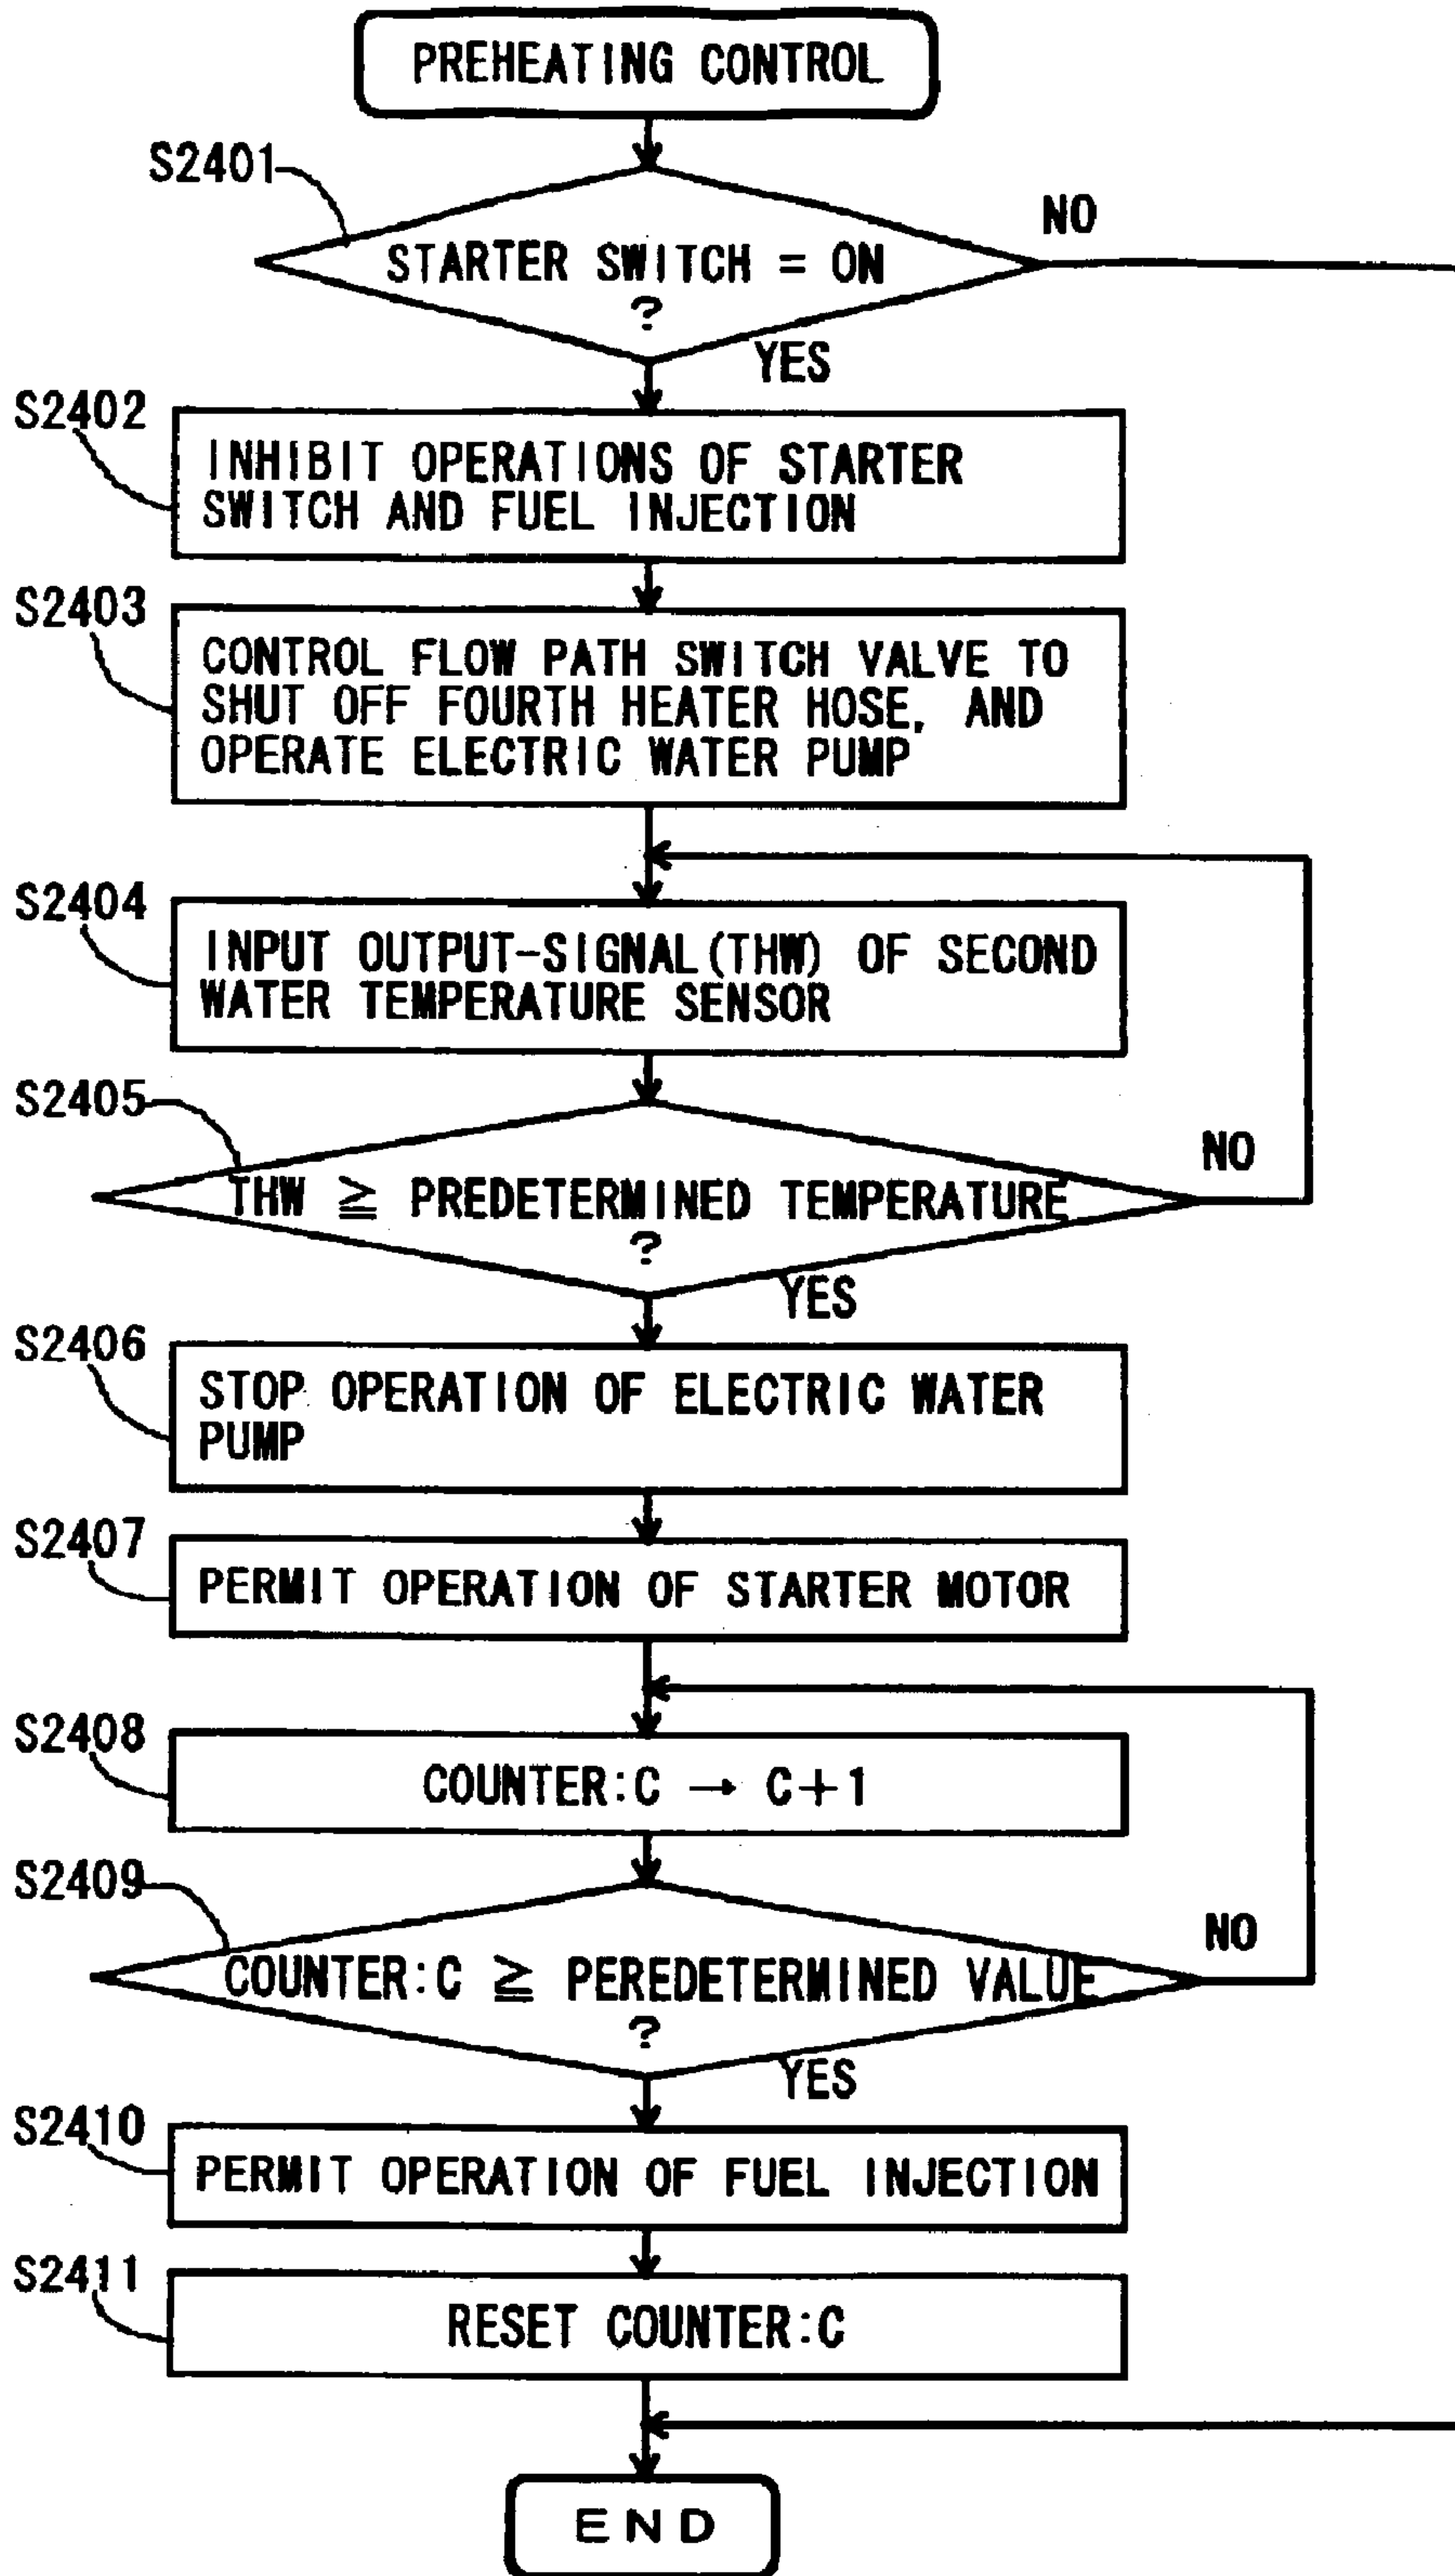 PREHEATING CONTROL
S2401
NO
STARTER SWITCH = ON
?
YES
S2402
INHIBIT OPERATIONS OF STARTER
SWITCH AND FUEL INJECTION
S2403
CONTROL FLOW PATH SWITCH VALVE TO
SHUT OFF FOURTH HEATER HOSE, AND
OPERATE ELECTRIC WATER PUMP
S2404
INPUT OUTPUT-SIGNAL(THW) OF SECOND
WATER TEMPERATURE SENSOR
S2405
NO
THW ≧ PREDETERMINED TEMPERATURE
?
YES
S2406
STOP OPERATION OF ELECTRIC WATER
PUMP
S2407
PERMIT OPERATION OF STARTER MOTOR
S2408
COUNTER:C → C+1
S2409
NO
COUNTER:C ≧ PEREDETERMINED VALUE
?
YES
S2410
PERMIT OPERATION OF FUEL INJECTION
S2411
RESET COUNTER:C
END